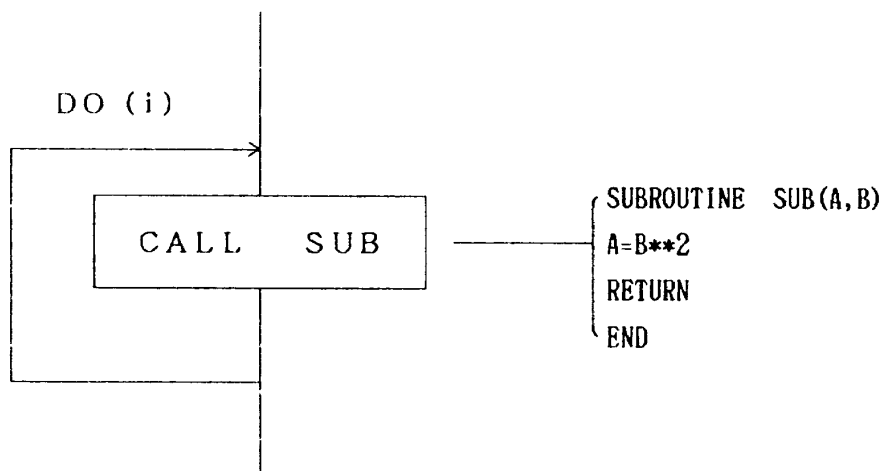 DO (i)
CALL SUB
SUBROUTINE SUB(A,B)
A=B**2
RETURN
END